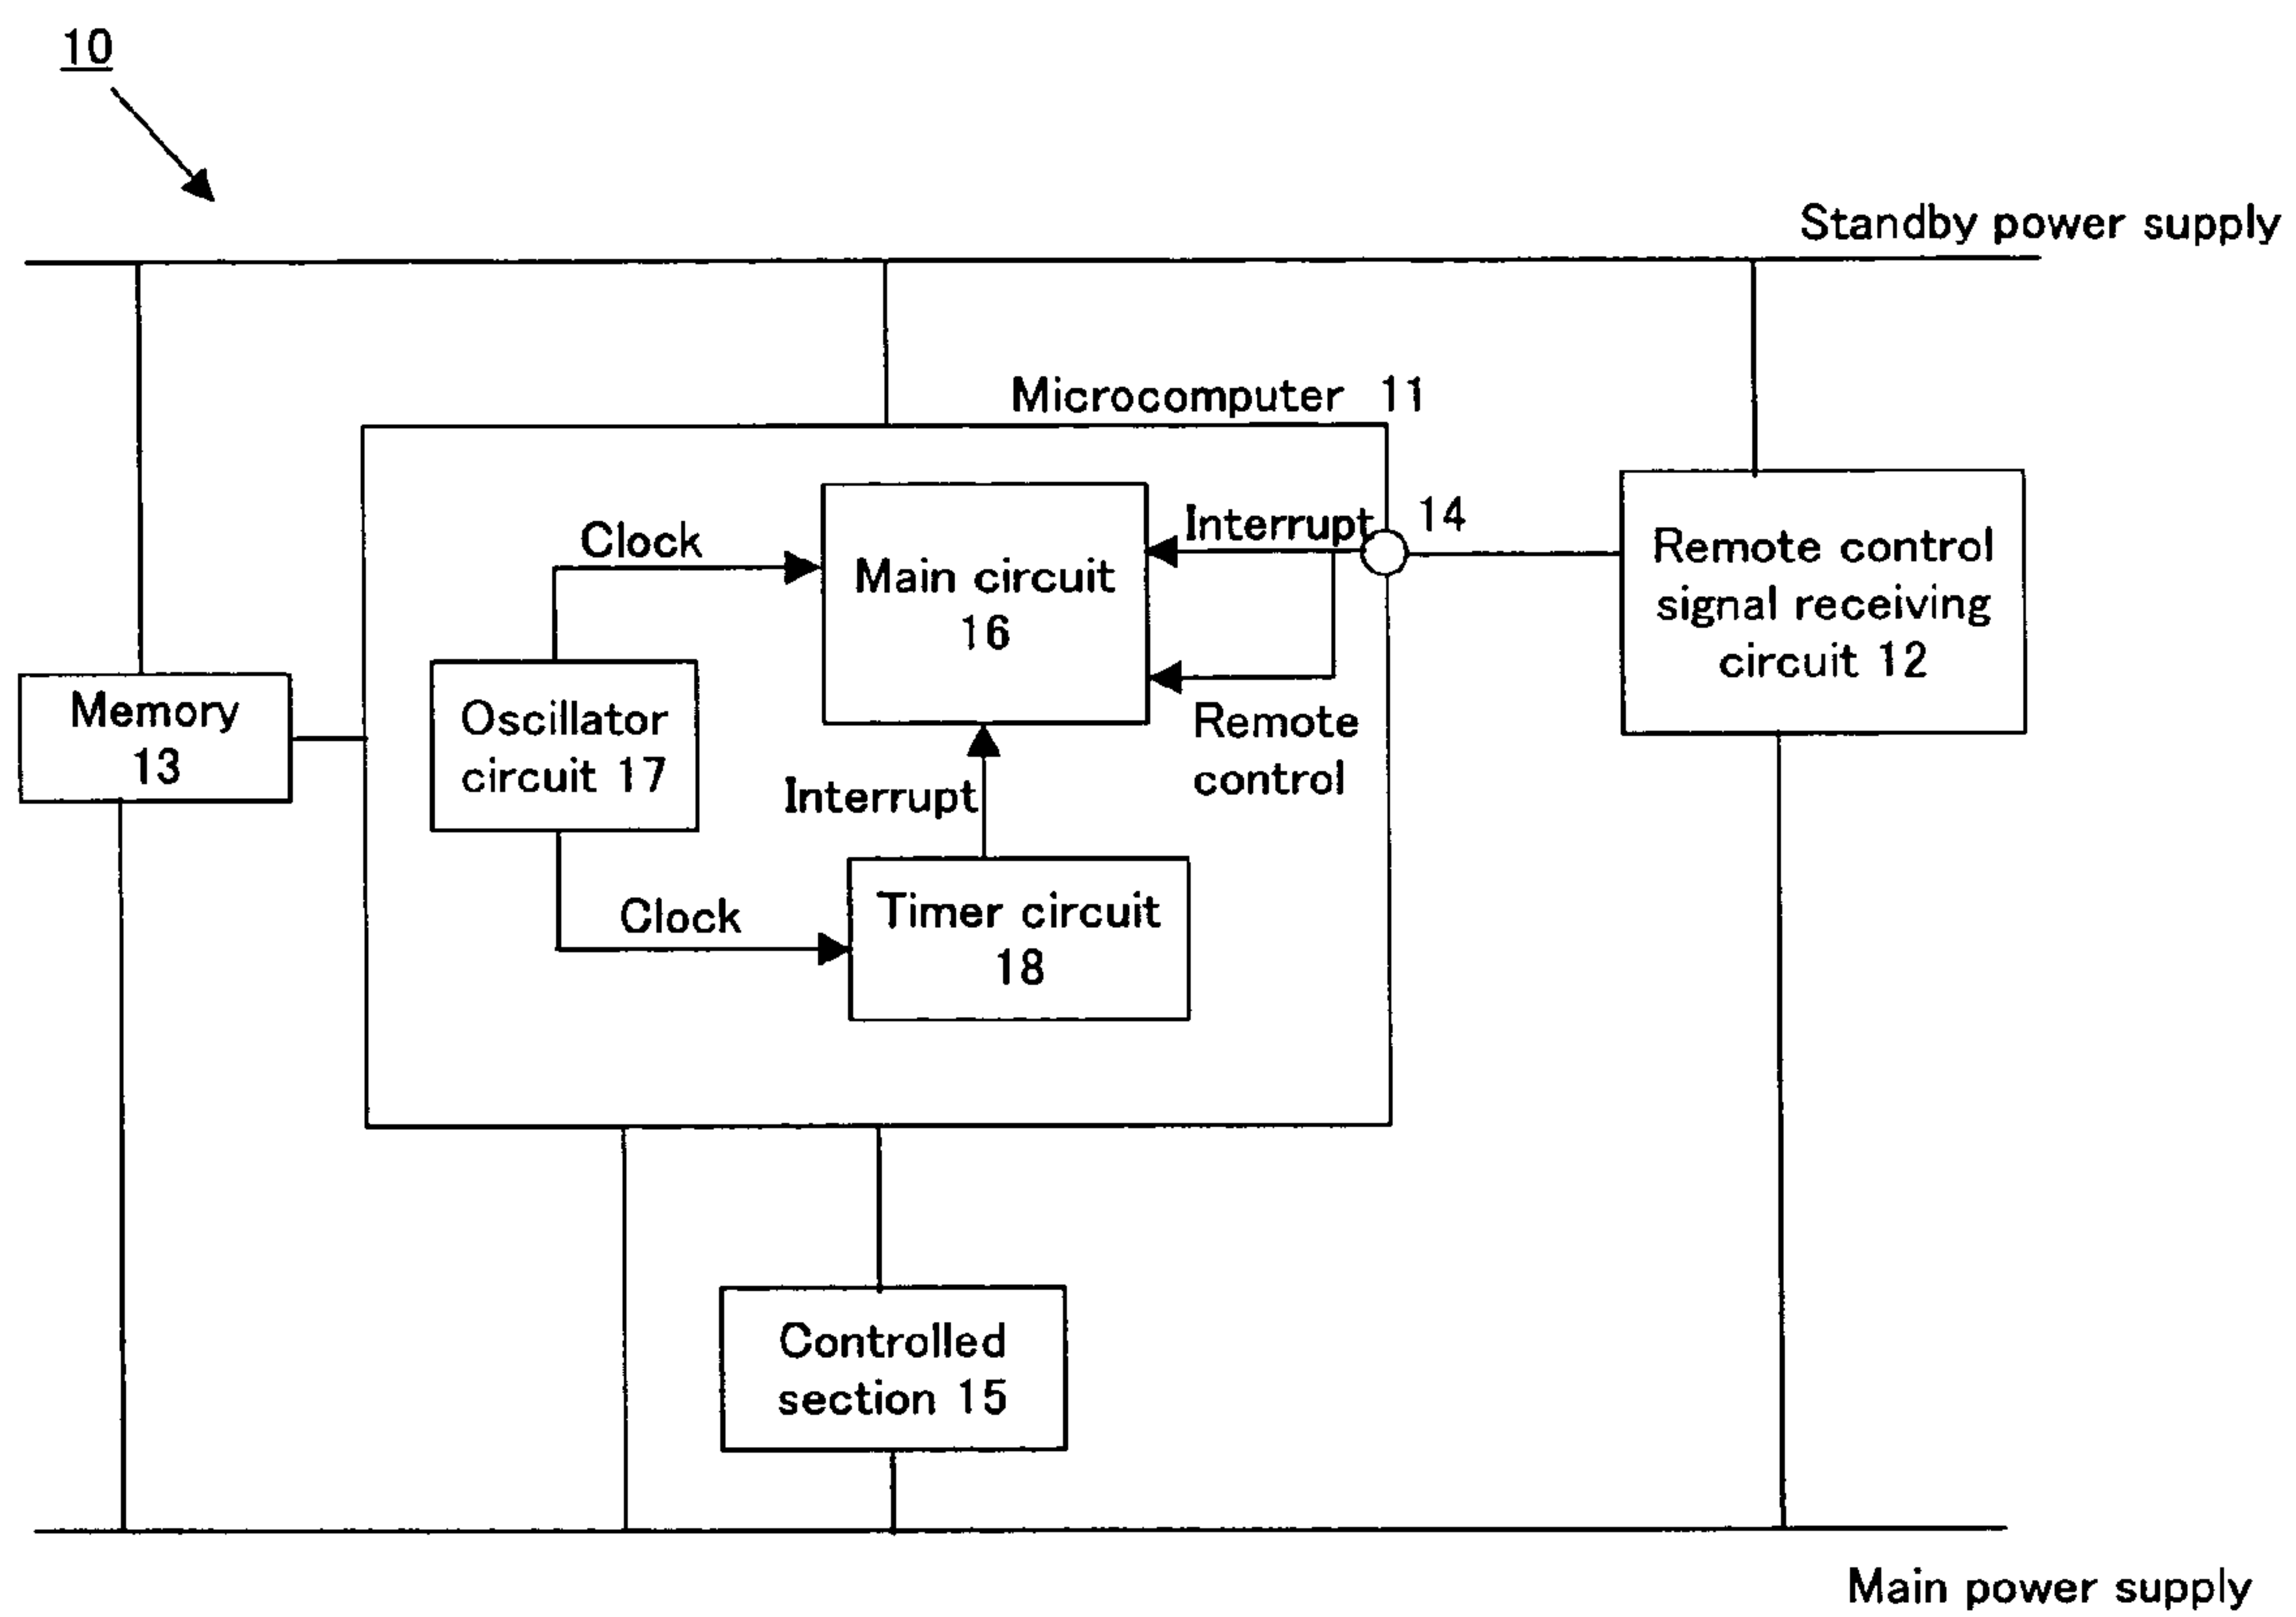 10
Standby power supply
Microcomputer 11
14
Interrupt
Clock
Main circuit
16
Remote control
signal receiving
circuit 12
Memory
13
Oscillator
circuit 17
Remote
control
Interrupt
Clock
Timer circuit
18
Controlled
section 15
Main power supply